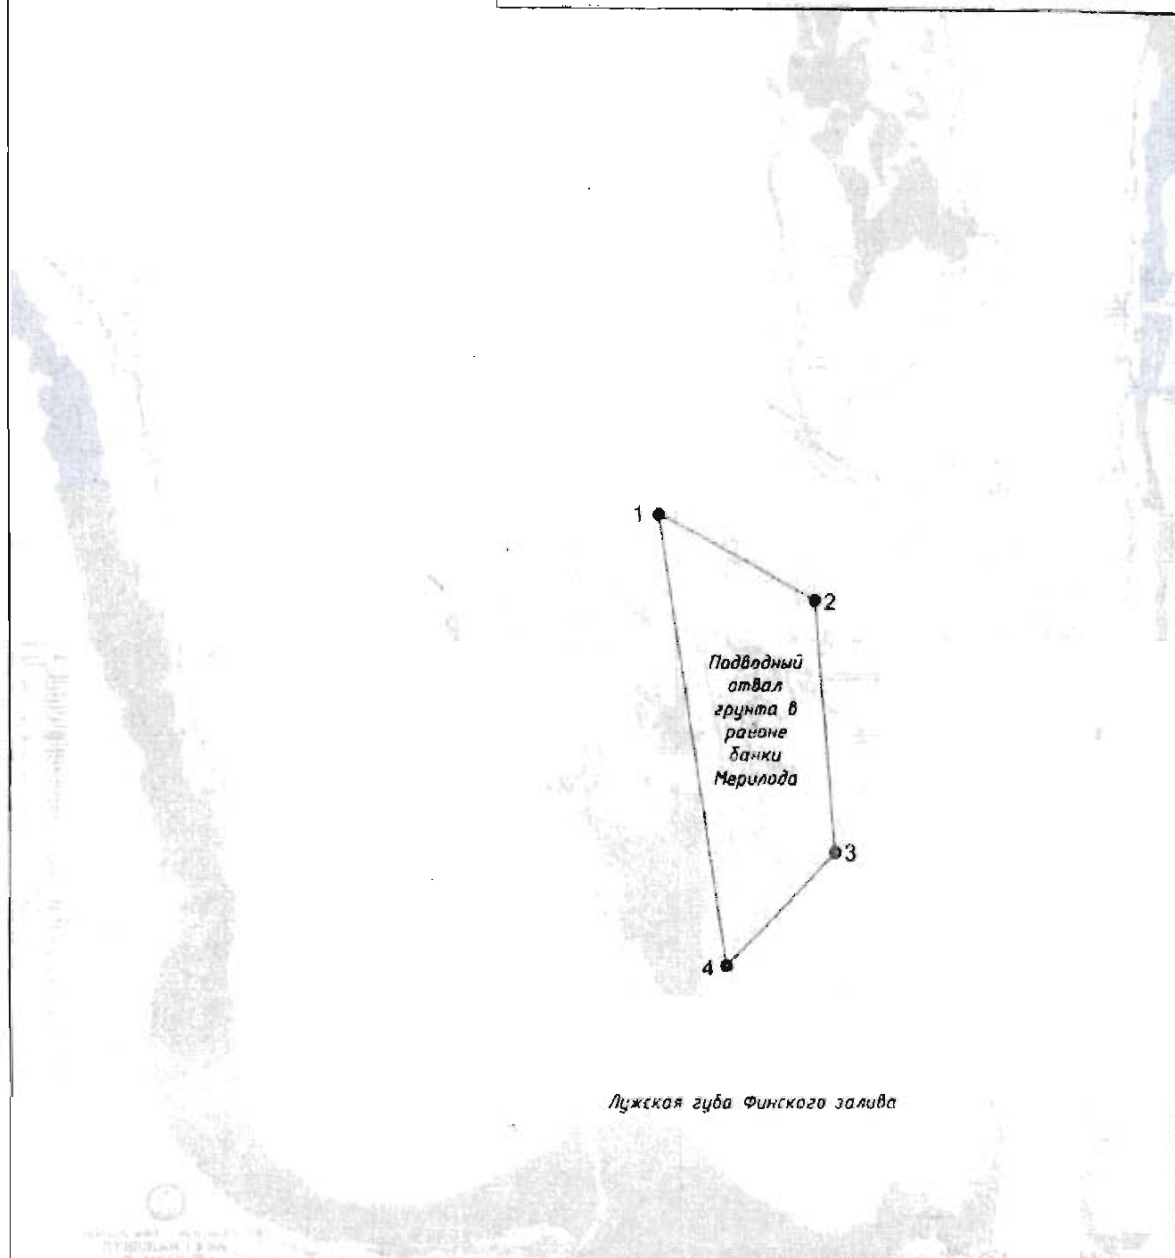 1
2
Подводный
отвал
грунта в
районе
банки
Мерилода
3
4
Лужская губа Финского залива